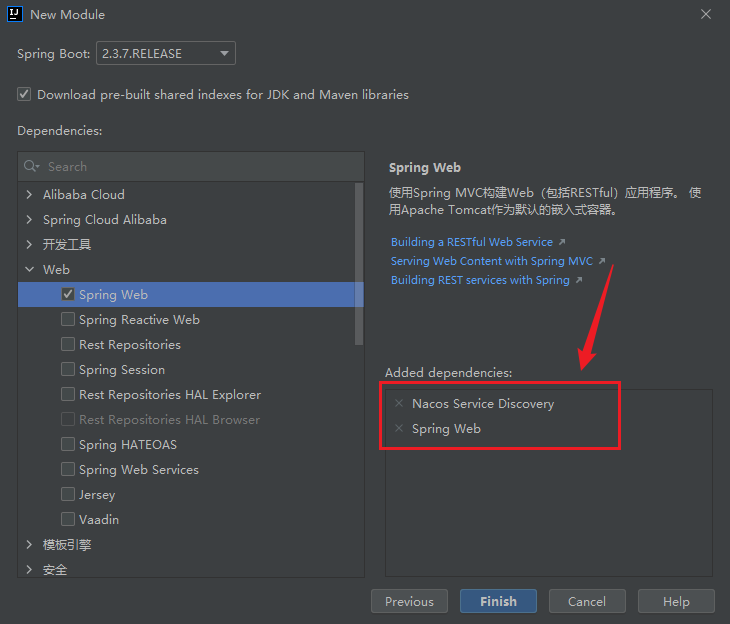 New Module
Spring Boot: 2.3.7.RELEASE
Download pre-built shared indexes for JDK and Maven libraries
Dependencies:
Search
Alibaba Cloud
Spring Cloud Alibaba
开发工具
Web
Spring Web
Spring Reactive Web
Rest Repositories
Spring Session
Rest Repositories HAL Explorer
Rest Repositories HAL Browser
Spring HATEOAS
Spring Web Services
Jersey
Vaadin
模板引擎
安全
Spring Web
使用Spring MVC构建Web（包括RESTful）应用程序。 使
用Apache Tomcat作为默认的嵌入式容器。
Building a RESTful Web Service
Serving Web Content with Spring MVC
Building REST services with Spring
Added dependencies:
Nacos Service Discovery
Spring Web
Previous
Finish
Cancel
Help